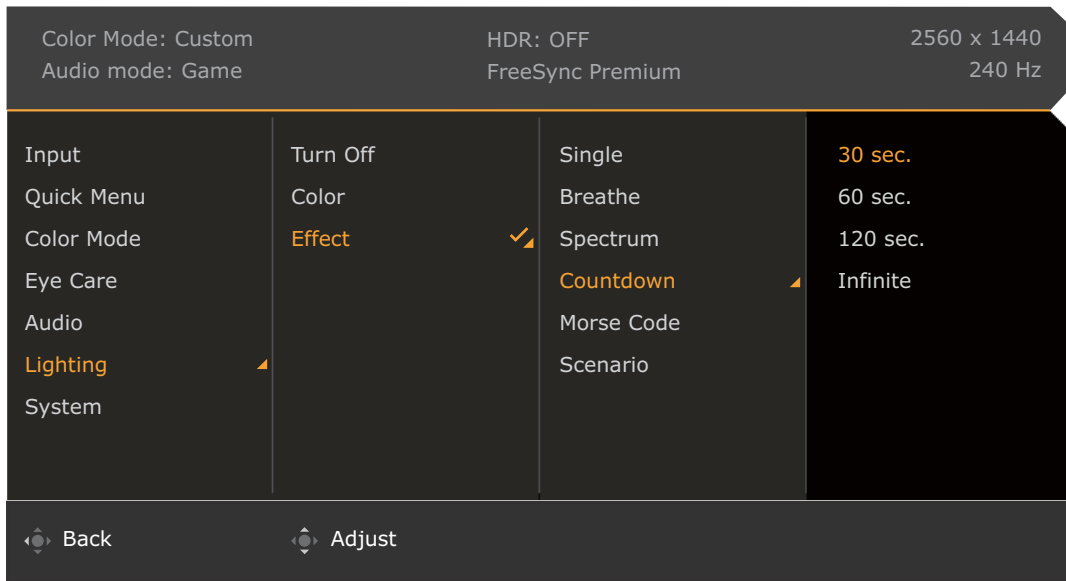 Color Mode: Custom
HDR: OFF
2560 x 1440
Audio mode: Game
FreeSync Premium
240 Hz
Input
Quick Menu
Color Mode
Eye Care
Audio
Lighting
System
Turn Off
Color
Effect
Single
Breathe
Spectrum
Countdown
Morse Code
Scenario
30 sec.
60 sec.
120 sec.
Infinite
Back
Adjust